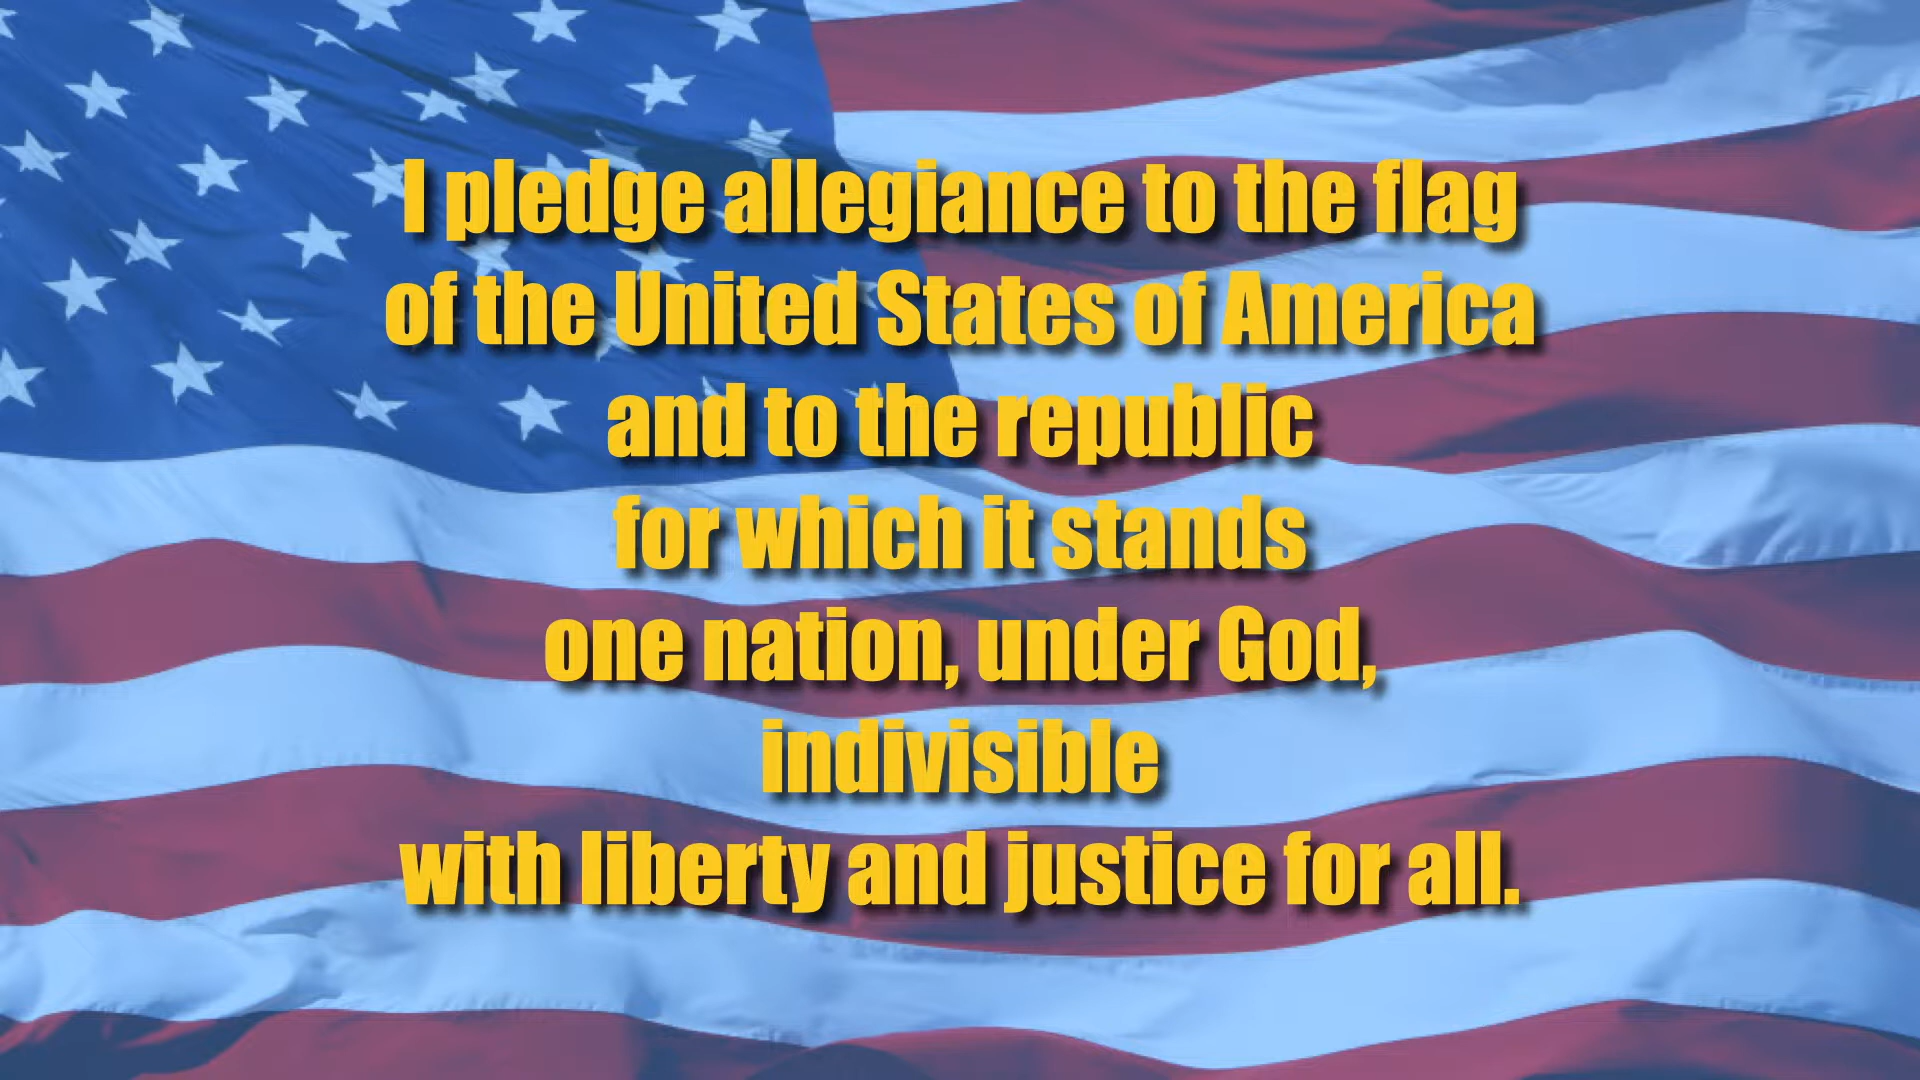 I pledge allegiance to the flag
of the United States of America
and to the republic
for which it stands
one nation, under God,
indivisible
with liberty and justice for all.